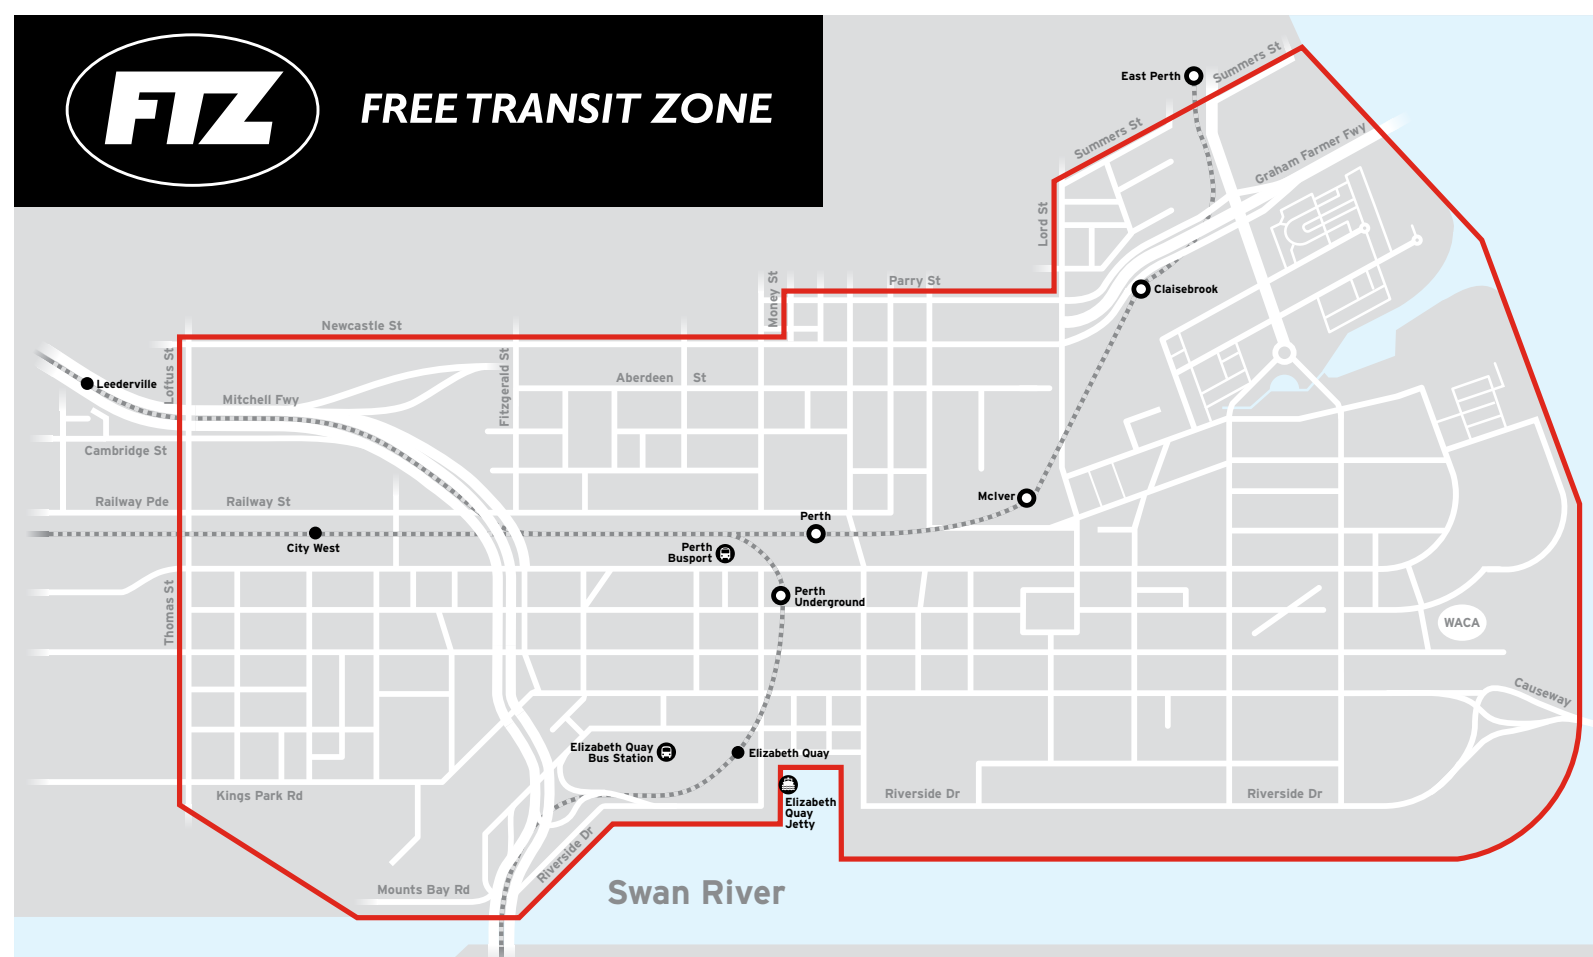 FTZ
FREE TRANSIT ZONE
East Perth
Summers St
Summers St
Graham Farmer Fwy
Lord St
Money St
Parry St
Claisebrook
Newcastle St
Loftus St
Leederville
Fitzgerald St
Aberdeen St
Mitchell Fwy
Cambridge St
Railway Pde
Railway St
McIver
Perth
City West
Perth
Busport
Perth
Underground
Thomas St
WACA
Causeway
Elizabeth Quay
Bus Station
Elizabeth Quay
Kings Park Rd
Elizabeth
Quay
Jetty
Riverside Dr
Riverside Dr
Riverside Dr
Mounts Bay Rd
Swan River